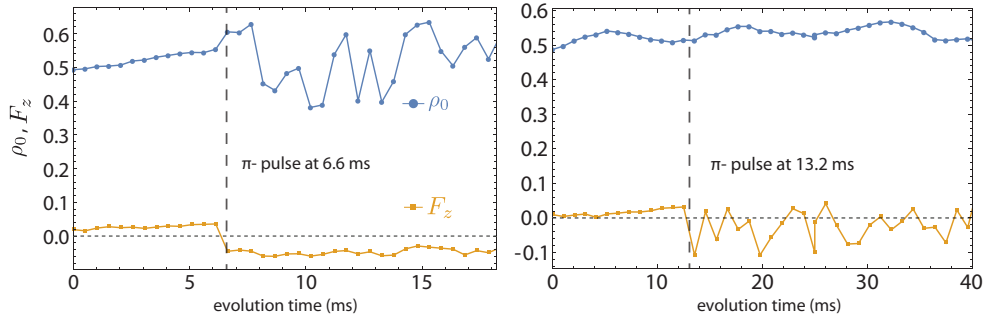 0.6
0.5
0.4
0.3
0.2
0.1
0.0
ρ0, Fz
ρ0
π- pulse at 6.6 ms
Fz
0 5 10 15
evolution time (ms)
0.6
0.5
0.4
0.3
0.2
0.1
0.0
-0.1
π- pulse at 13.2 ms
0 10 20 30 40
evolution time (ms)